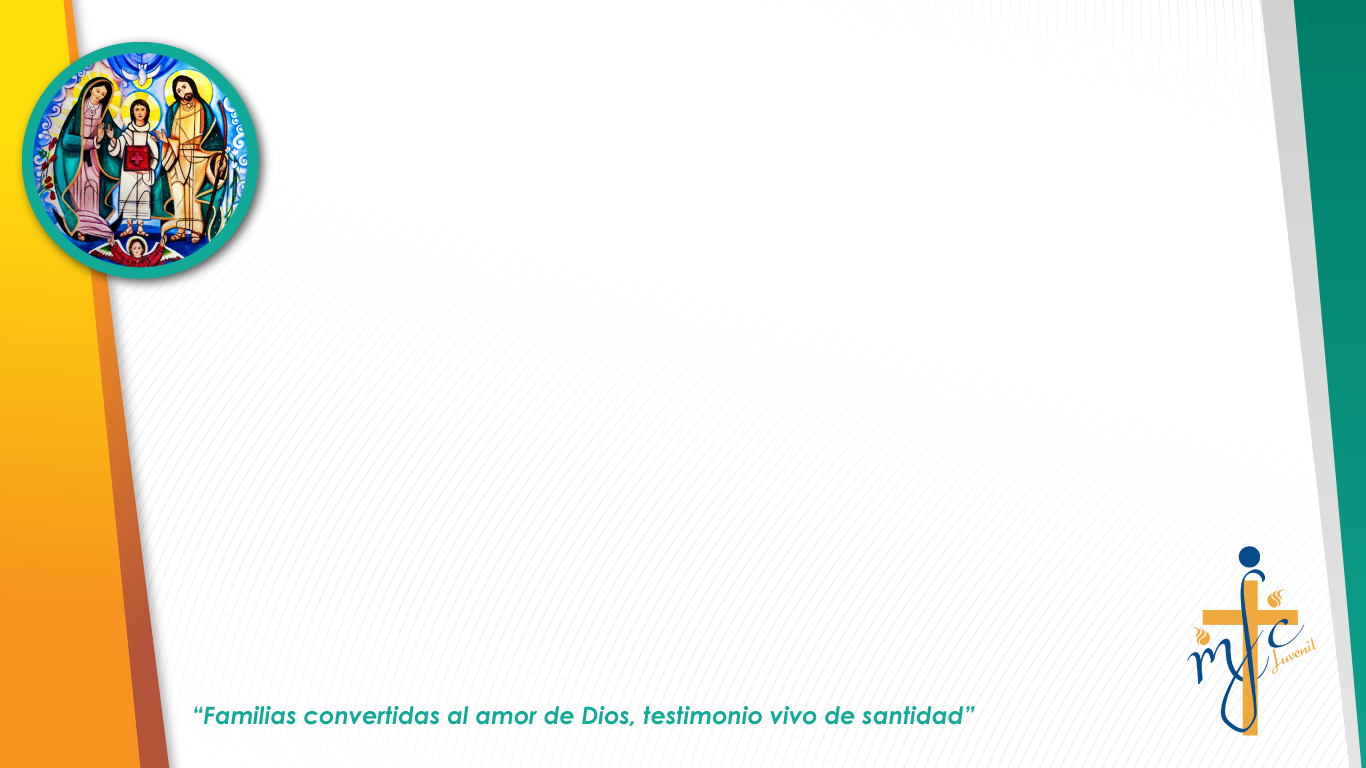 mfc
Juvenil
“Familias convertidas al amor de Dios, testimonio vivo de santidad”